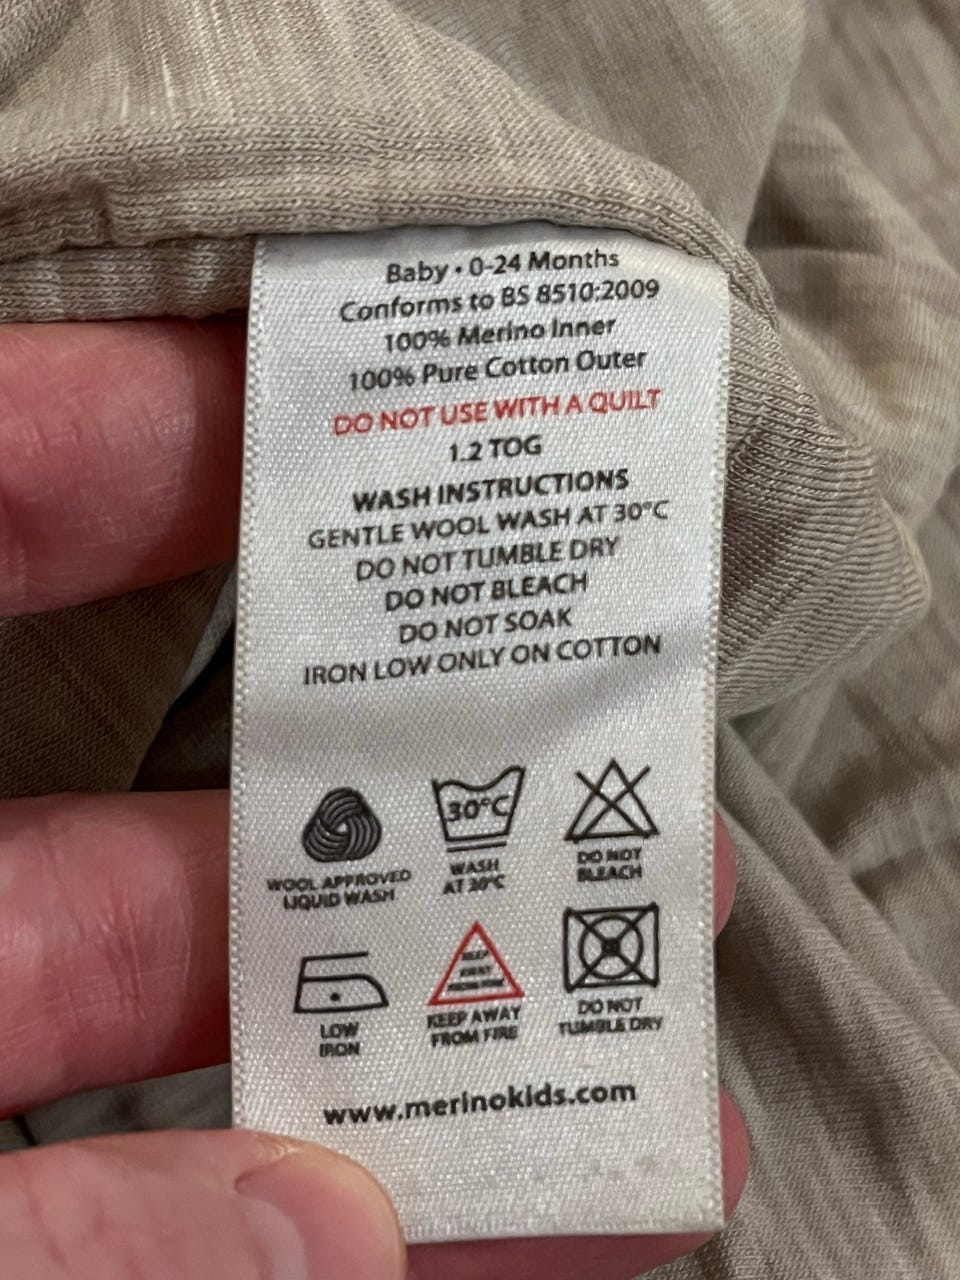 Baby • 0-24 Months
Conforms to BS 8510:2009
100% Merino Inner
100% Pure Cotton Outer
DO NOT USE WITH A QUILT
1.2 TOG
WASH INSTRUCTIONS
GENTLE WOOL WASH AT 30°C
DO NOT TUMBLE DRY
DO NOT BLEACH
DO NOT SOAK
IRON LOW ONLY ON COTTON
30°C
WOOL APPROVED
LIQUID WASH
WASH
AT 30°C
DO NOT
BLEACH
KEEP
AWAY
LOW
IRON
KEEP AWAY
FROM FIRE
DO NOT
TUMBLE DRY
www.merinokids.com